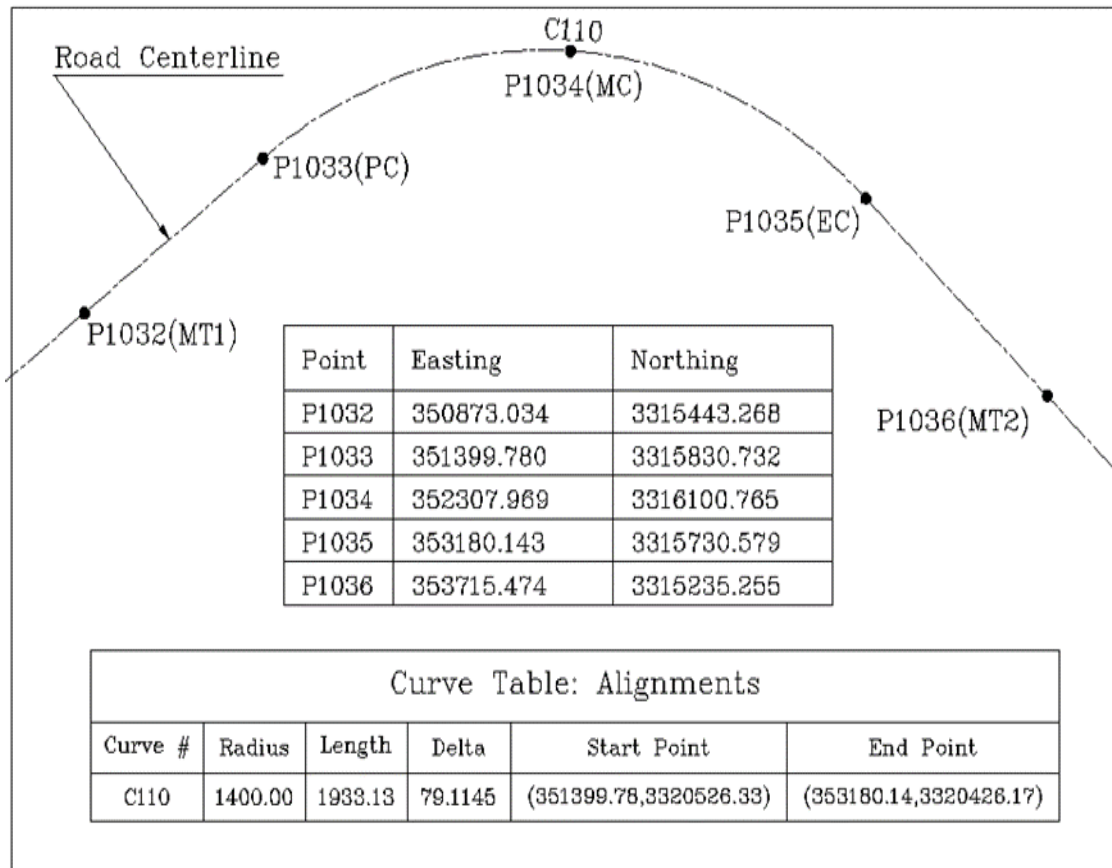 C110
Road Centerline
P1034(MC)
P1033(PC)
P1035(EC)
P1032(MT1)
P1036(MT2)
Point Easting Northing
P1032 350873.034 3315443.268
P1033 351399.780 3315830.732
P1034 352307.969 3316100.765
P1035 353180.143 3315730.579
P1036 353715.474 3315235.255
Curve Table: Alignments
Curve # Radius Length Delta Start Point End Point
C110 1400.00 1933.13 79.1145 (351399.78,3320526.33) (353180.14,3320426.17)